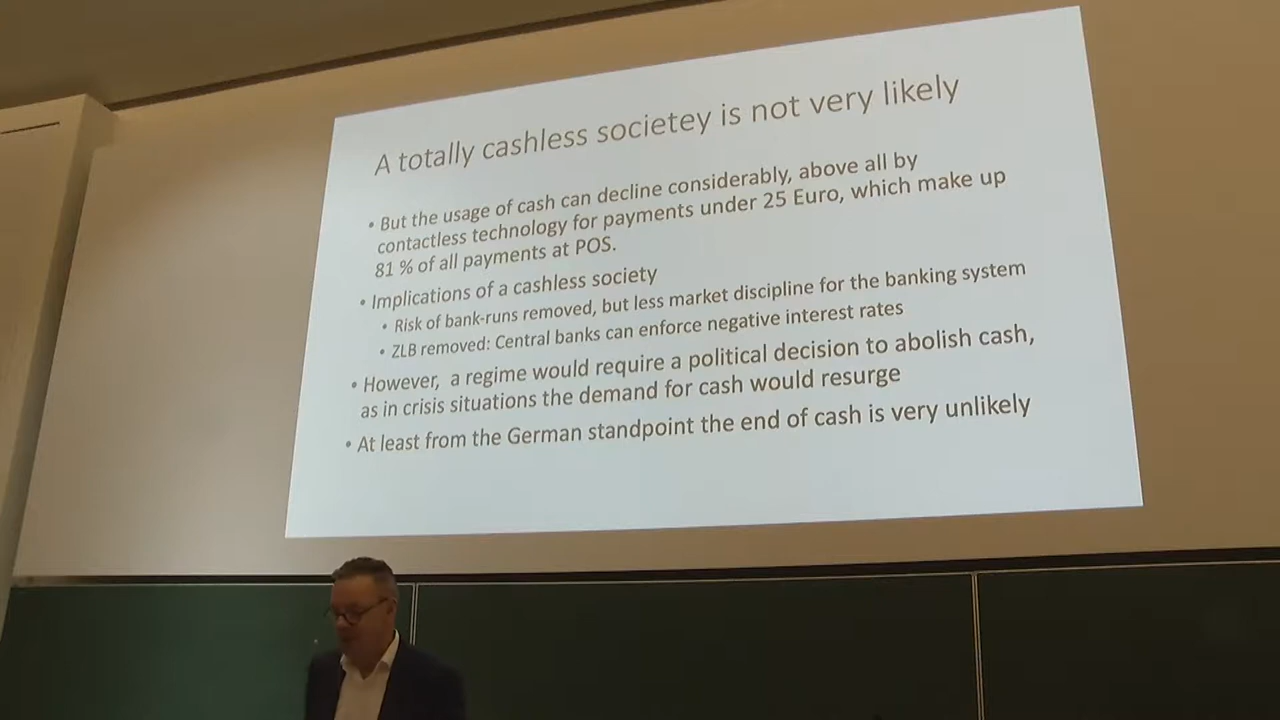 A totally cashless societey is not very likely
• But the usage of cash can decline considerably, above all by
contactless technology for payments under 25 Euro, which make up
81 % of all payments at POS.
• Implications of a cashless society
• Risk of bank-runs removed, but less market discipline for the banking system
• ZLB removed: Central banks can enforce negative interest rates
• However, a regime would require a political decision to abolish cash,
as in crisis situations the demand for cash would resurge
• At least from the German standpoint the end of cash is very unlikely